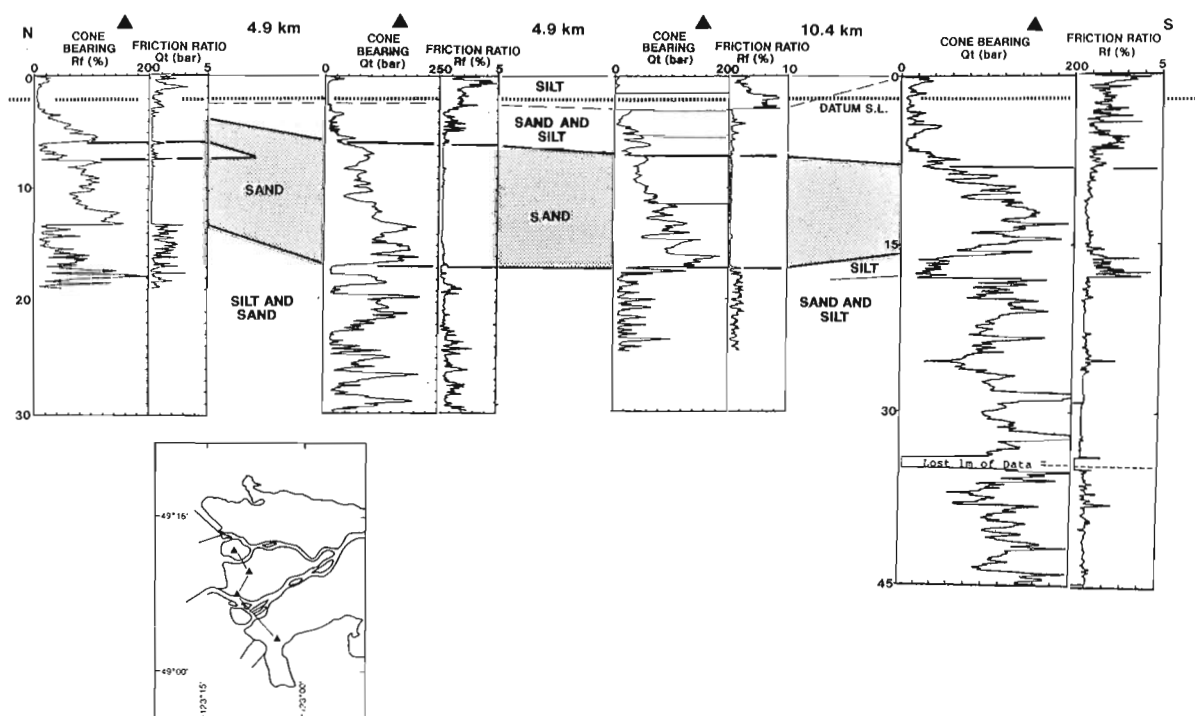 N
4.9 km
4.9 km
10.4 km
S
CONE
BEARING
Rf (%)
FRICTION RATIO
Qt (bar)
CONE
BEARING
Qt (bar)
FRICTION RATIO
Rf (%)
CONE
BEARING
Qt (bar)
FRICTION RATIO
Rf (%)
CONE BEARING
Qt (bar)
FRICTION RATIO
Rf (%)
0
200
5
0
250
5
0
200
10
0
200
5
SILT
DATUM S.L.
SAND AND
SILT
10
SAND
SAND
15
SILT
20
SILT AND
SAND
SAND AND
SILT
30
30
Lost 1m of Data
45
49°15'
49°00'
123°15'
123°00'